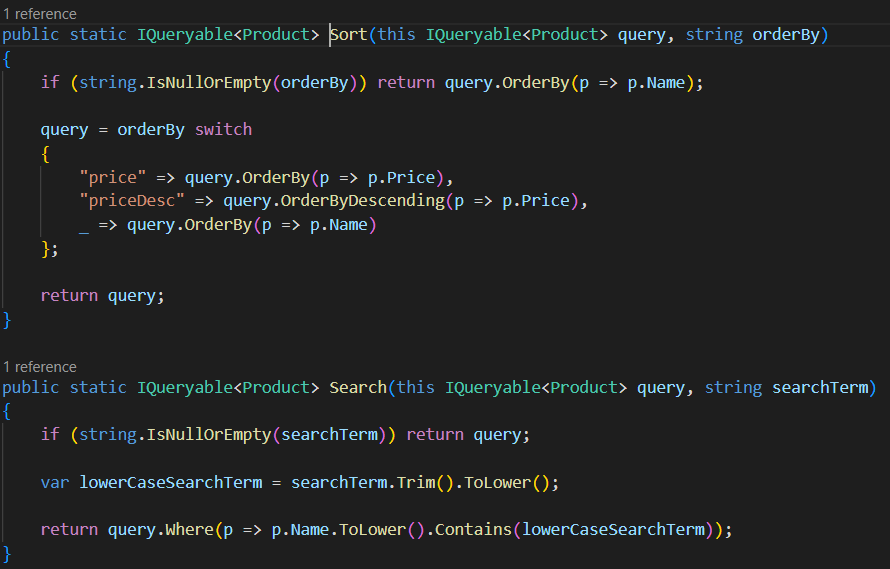 1 reference
public static IQueryable<Product> Sort(this IQueryable<Product> query, string orderBy)
{
    if (string.IsNullOrEmpty(orderBy)) return query.OrderBy(p => p.Name);
    query = orderBy switch
    {
        "price" => query.OrderBy(p => p.Price),
        "priceDesc" => query.OrderByDescending(p => p.Price),
        _ => query.OrderBy(p => p.Name)
    };
    return query;
}
1 reference
public static IQueryable<Product> Search(this IQueryable<Product> query, string searchTerm)
{
    if (string.IsNullOrEmpty(searchTerm)) return query;
    var lowerCaseSearchTerm = searchTerm.Trim().ToLower();
    return query.Where(p => p.Name.ToLower().Contains(lowerCaseSearchTerm));
}